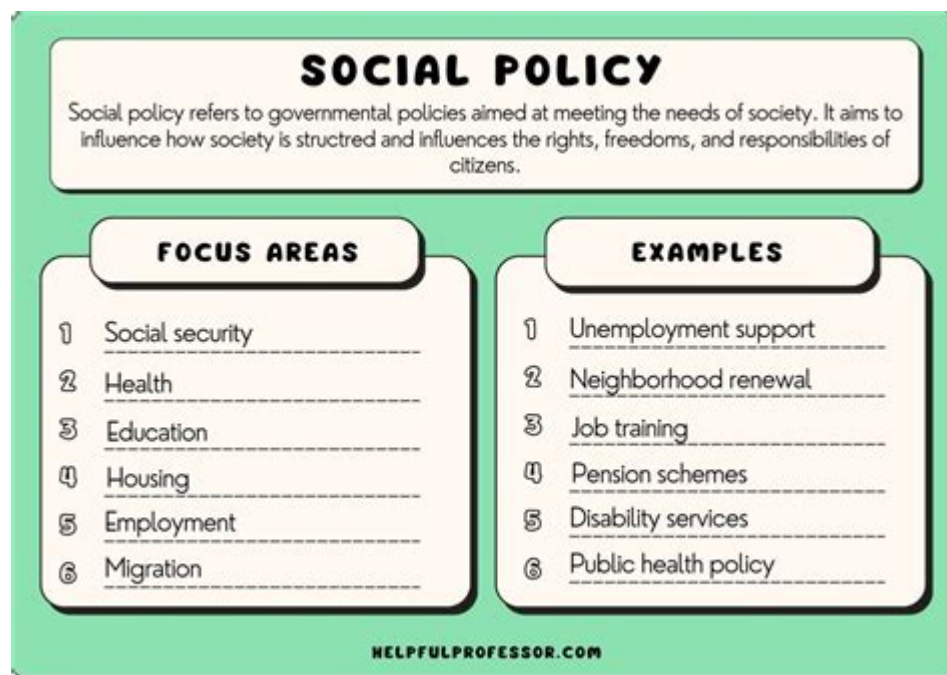 SOCIAL POLICY
Social policy refers to governmental policies aimed at meeting the needs of society. It aims to
influence how society is structred and influences the rights, freedoms, and responsibilities of
citizens.
FOCUS AREAS
1 Social security
2 Health
3 Education
4 Housing
5 Employment
6 Migration
EXAMPLES
1 Unemployment support
2 Neighborhood renewal
3 Job training
4 Pension schemes
5 Disability services
6 Public health policy
HELPFULPROFESSOR.COM